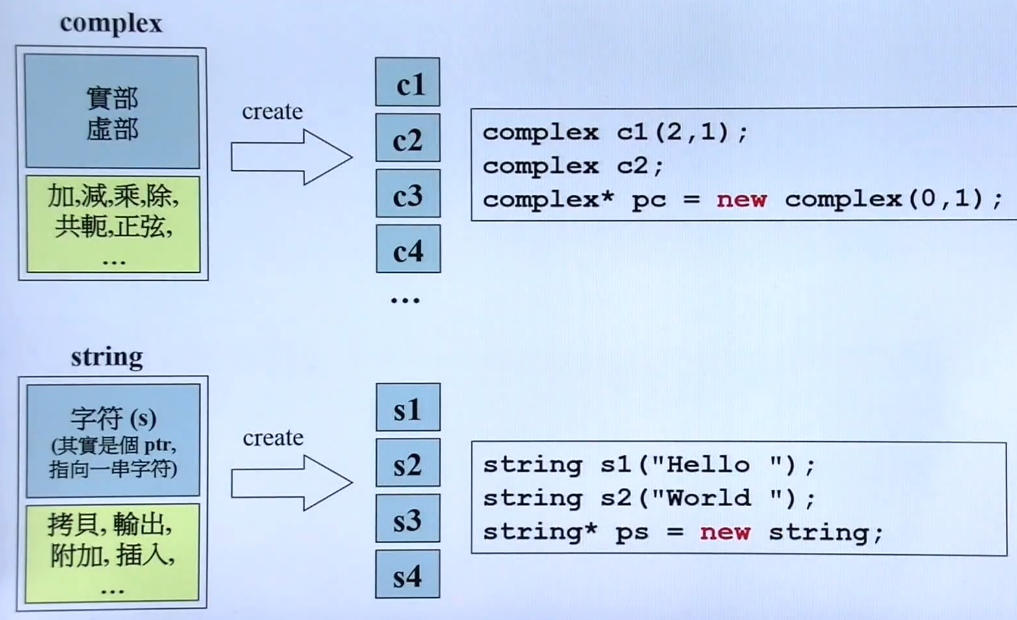 complex
實部
虛部
加,減,乘,除,
共軛,正弦,
...
create
c1
c2
c3
c4
...
complex c1(2,1);
complex c2;
complex* pc = new complex(0,1);
string
字符 (s)
(其實是個 ptr,
指向一串字符)
拷貝, 輸出,
附加, 插入,
...
create
s1
s2
s3
s4
string s1("Hello ");
string s2("World ");
string* ps = new string;